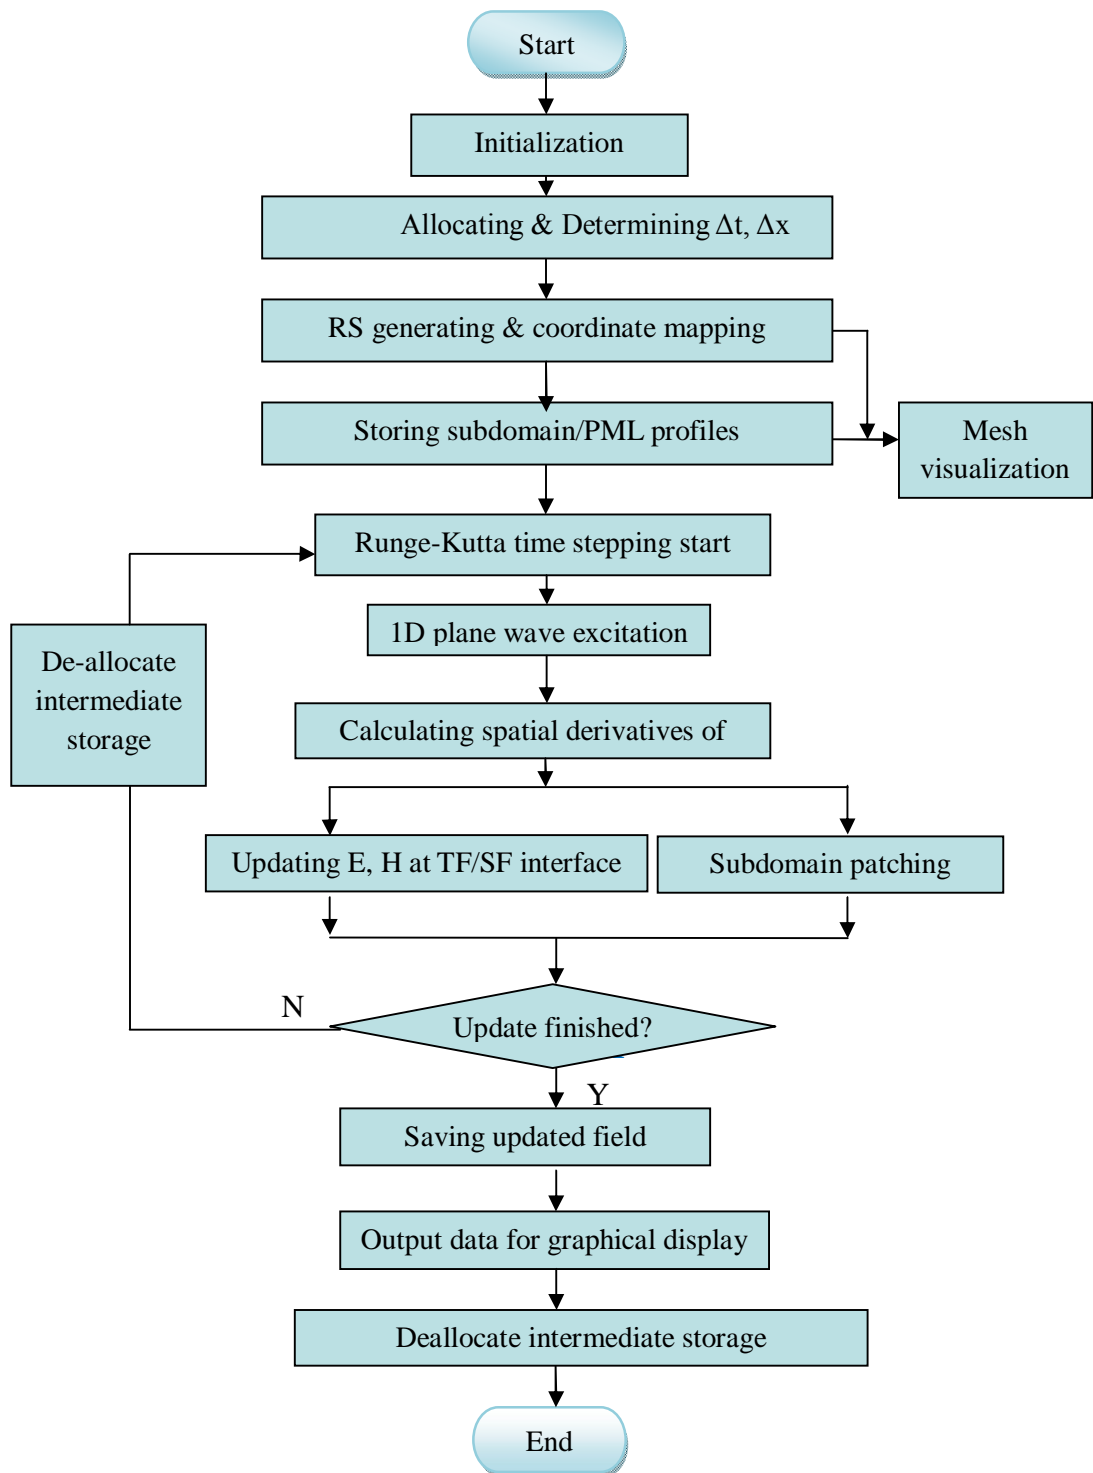 Start
Initialization
Allocating & Determining Δt, Δx
RS generating & coordinate mapping
Storing subdomain/PML profiles
Mesh
visualization
Runge-Kutta time stepping start
1D plane wave excitation
De-allocate
intermediate
storage
Calculating spatial derivatives of
Updating E, H at TF/SF interface
Subdomain patching
N
Update finished?
Y
Saving updated field
Output data for graphical display
Deallocate intermediate storage
End